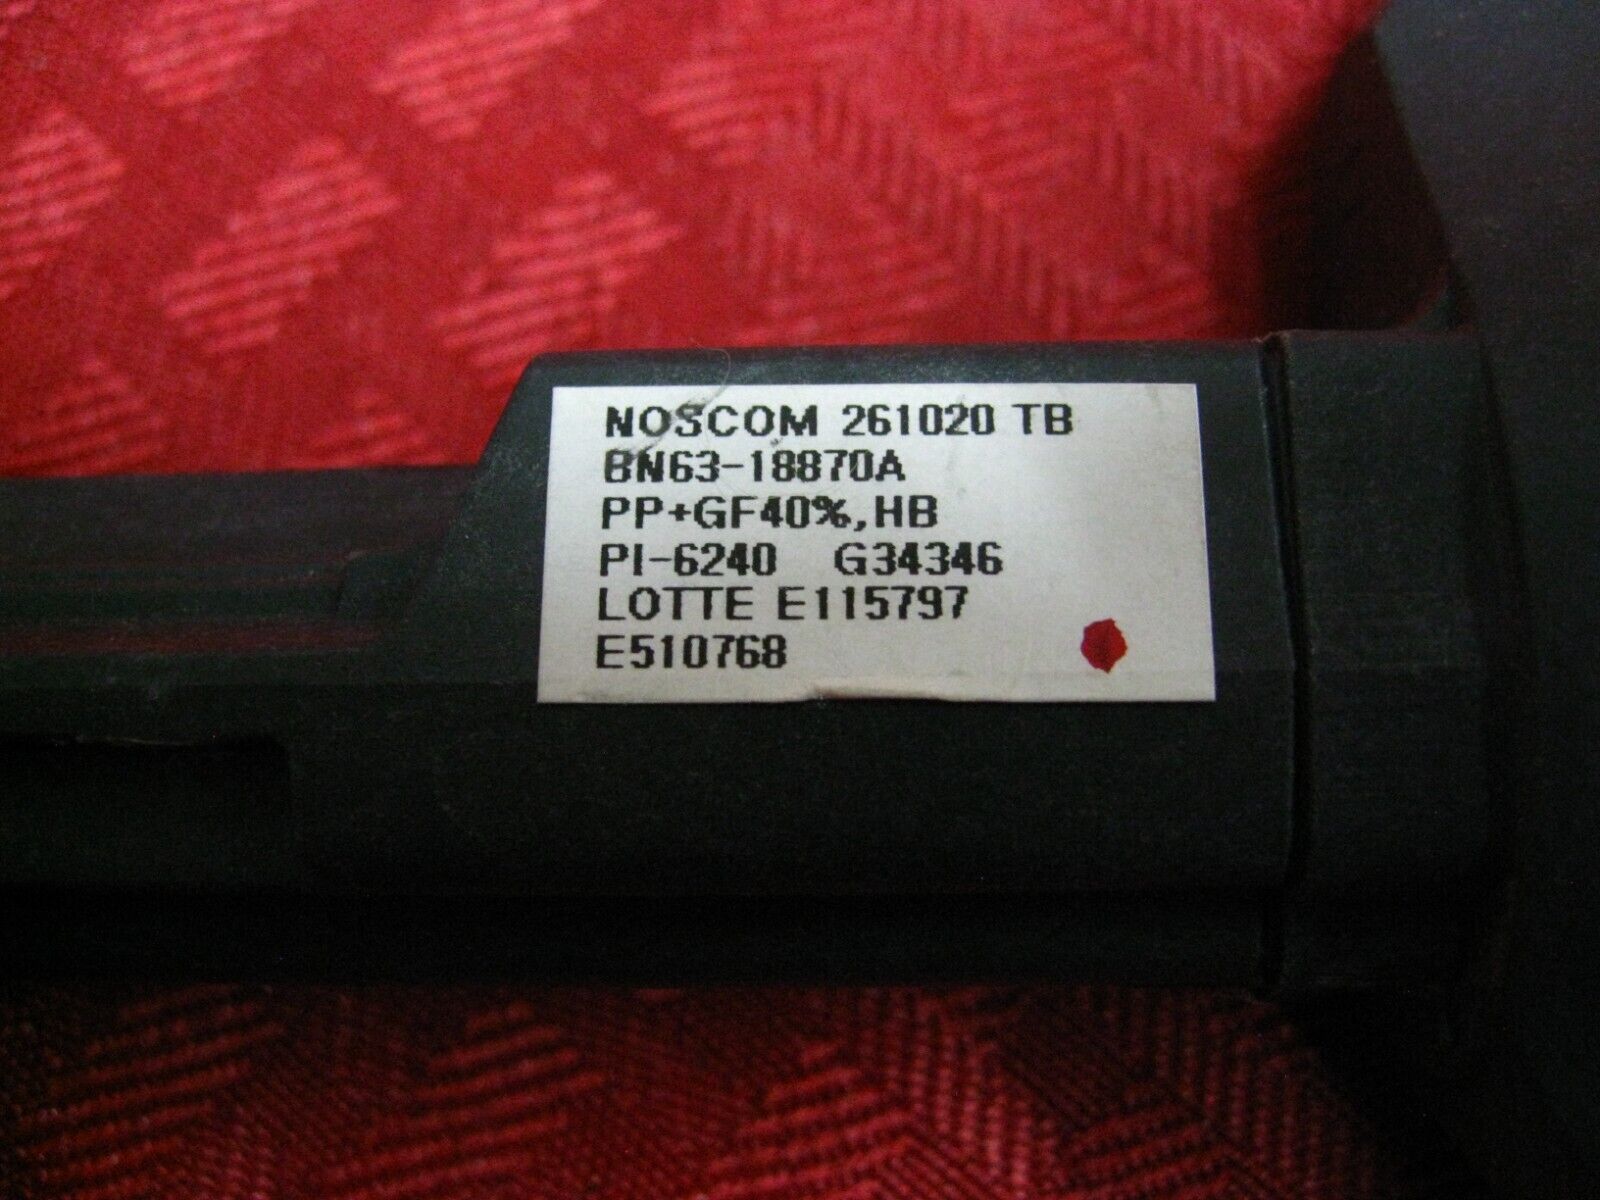 NOSCOM 261020 TB
BN63-18870A
PP+GF40%,HB
PI-6240 G34346
LOTTE E115797
E510768